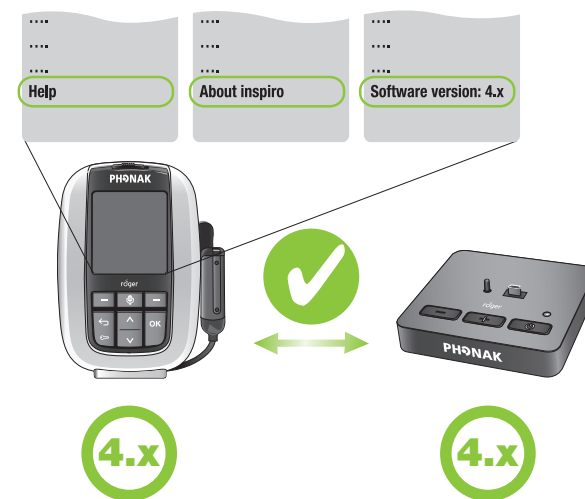 ....
....
....
Help
....
....
....
About inspiro
....
....
....
Software version: 4.x
PHONAK
roger
OK
roger
PHONAK
4.x
4.x